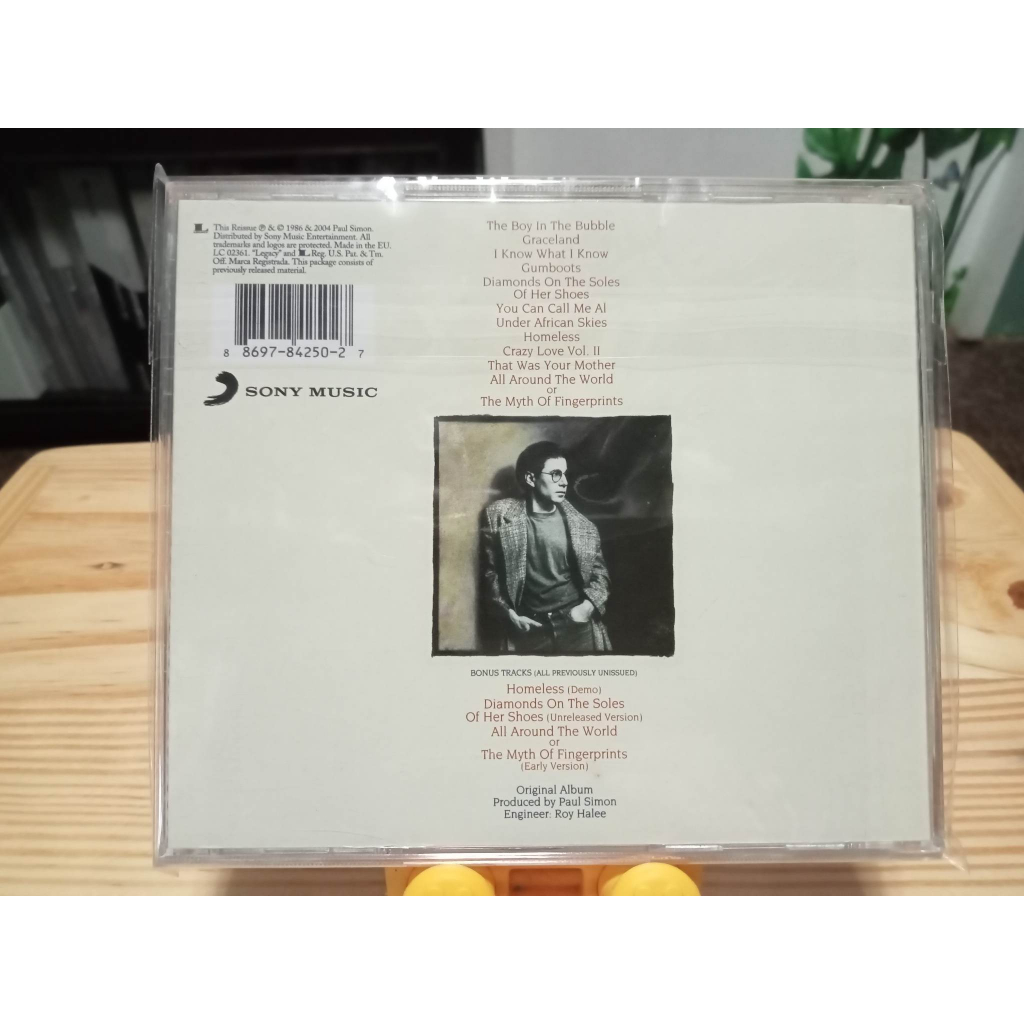 L This Reissue ℗ & © 1986 & 2004 Paul Simon.
Distributed by Sony Music Entertainment. All
trademarks and logos are protected. Made in the EU.
LC 02361. "Legacy" and L Reg. U.S. Pat. & Tm.
Off. Marca Registrada. This package consists of
previously released material.
8 8697-84250-2 7
SONY MUSIC
The Boy In The Bubble
Graceland
I Know What I Know
Gumboots
Diamonds On The Soles
Of Her Shoes
You Can Call Me Al
Under African Skies
Homeless
Crazy Love Vol. II
That Was Your Mother
All Around The World
or
The Myth Of Fingerprints
BONUS TRACKS (ALL PREVIOUSLY UNISSUED)
Homeless (Demo)
Diamonds On The Soles
Of Her Shoes (Unreleased Version)
All Around The World
or
The Myth Of Fingerprints
(Early Version)
Original Album
Produced by Paul Simon
Engineer: Roy Halee